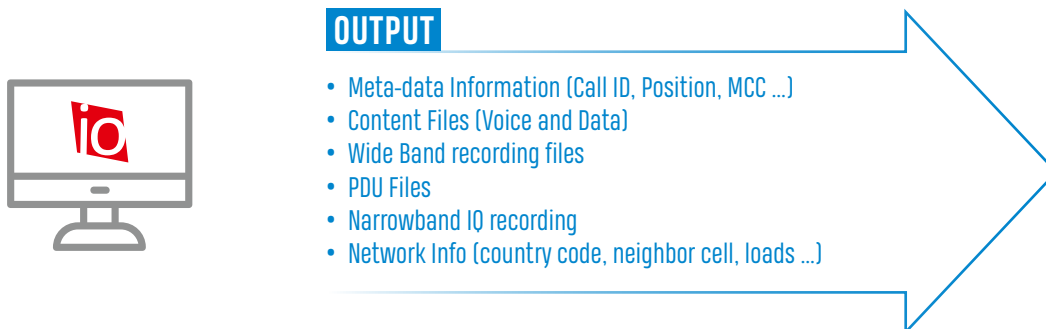 OUTPUT
io
• Meta-data Information (Call ID, Position, MCC ...)
• Content Files (Voice and Data)
• Wide Band recording files
• PDU Files
• Narrowband IQ recording
• Network Info (country code, neighbor cell, loads ...)